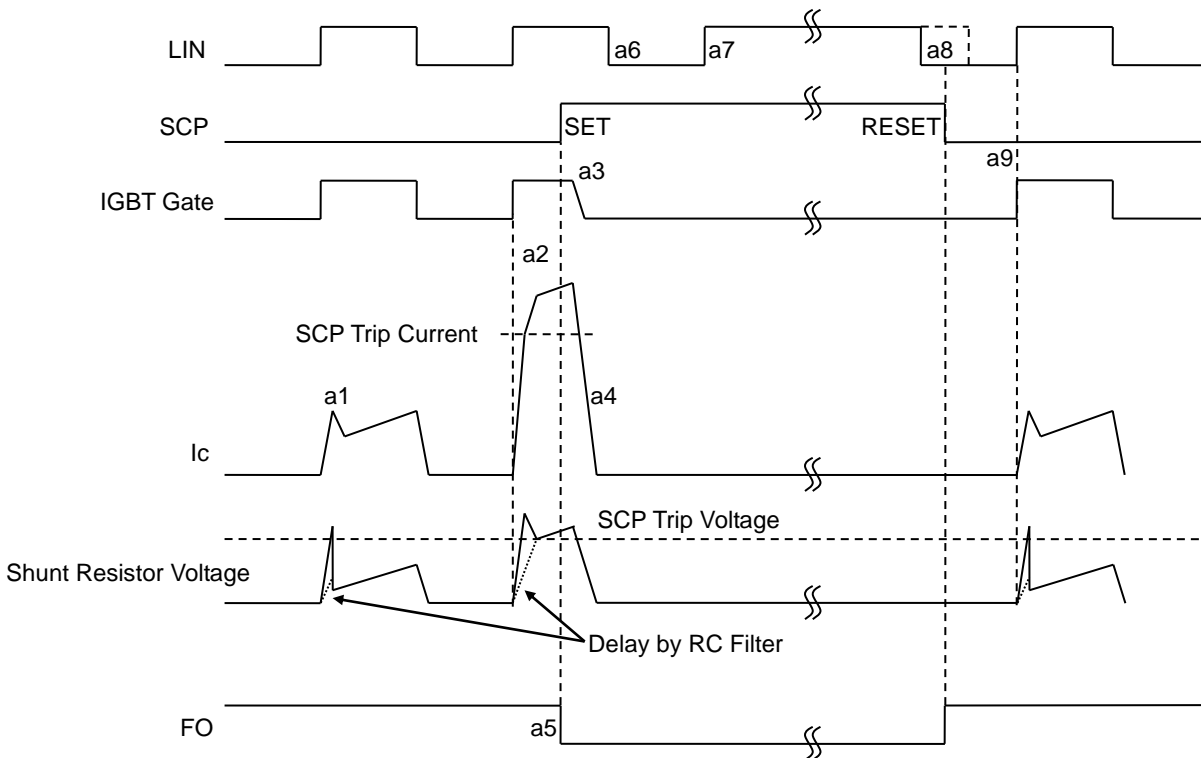 LIN
a6
a7
a8
SCP
SET
RESET
a9
a3
IGBT Gate
a2
SCP Trip Current
a1
a4
Ic
SCP Trip Voltage
Shunt Resistor Voltage
Delay by RC Filter
FO
a5